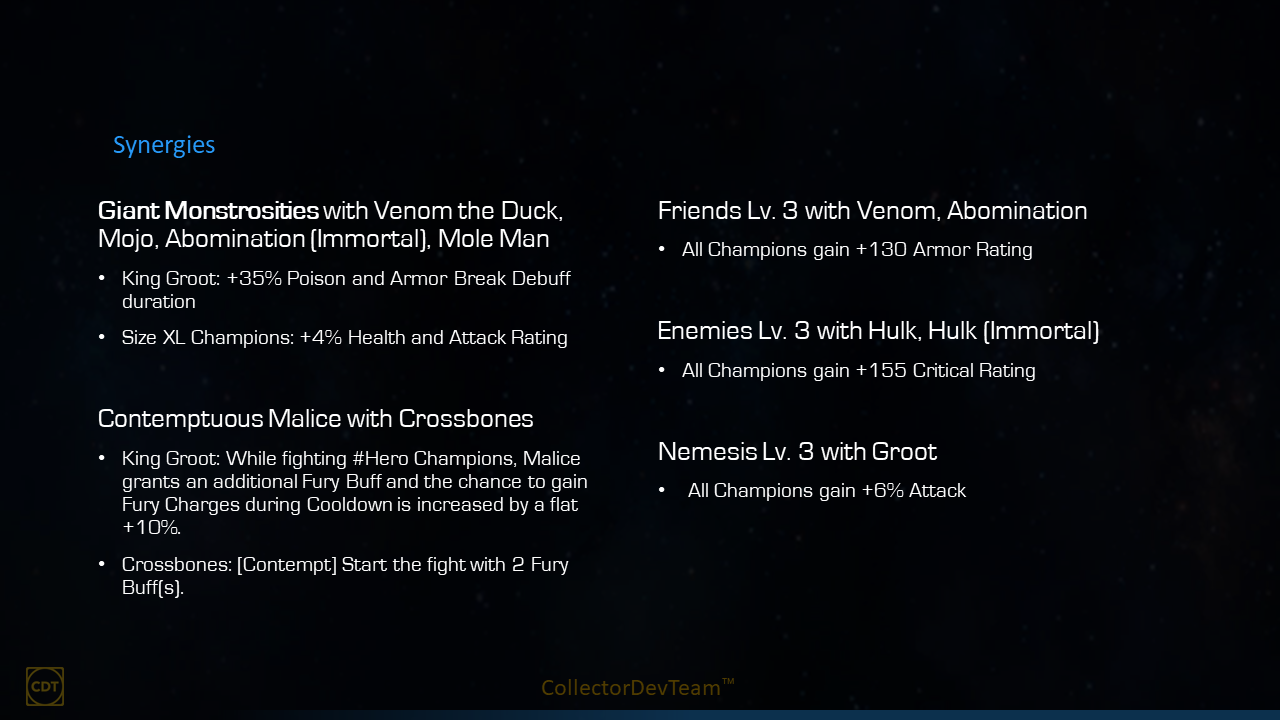 Synergies
Giant Monstrosities with Venom the Duck,
Mojo, Abomination (Immortal), Mole Man
• King Groot: +35% Poison and Armor Break Debuff
duration
• Size XL Champions: +4% Health and Attack Rating
Contemptuous Malice with Crossbones
• King Groot: While fighting #Hero Champions, Malice
grants an additional Fury Buff and the chance to gain
Fury Charges during Cooldown is increased by a flat
+10%.
• Crossbones: [Contempt] Start the fight with 2 Fury
Buff(s).
Friends Lv. 3 with Venom, Abomination
• All Champions gain +130 Armor Rating
Enemies Lv. 3 with Hulk, Hulk (Immortal)
• All Champions gain +155 Critical Rating
Nemesis Lv. 3 with Groot
• All Champions gain +6% Attack
CDT
CollectorDevTeam™